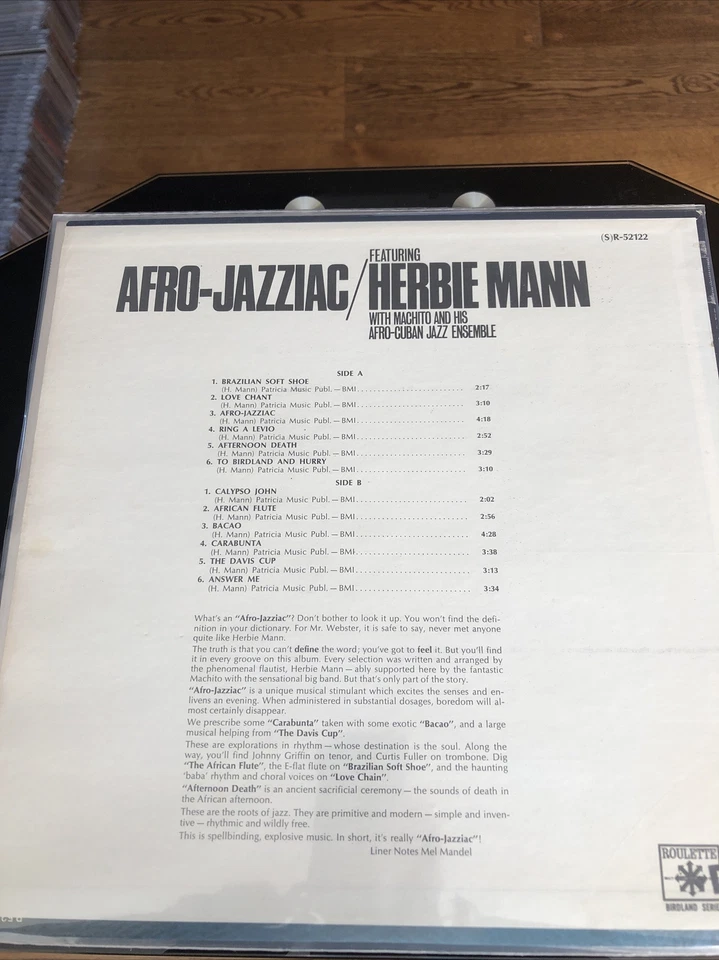 (S)R-52122
FEATURING
AFRO-JAZZIAC/HERBIE MANN
WITH MACHITO AND HIS
AFRO-CUBAN JAZZ ENSEMBLE
SIDE A
1. BRAZILIAN SOFT SHOE
(H. Mann) Patricia Music Publ.—BMI......................... 2:17
2. LOVE CHANT
(H. Mann) Patricia Music Publ.—BMI......................... 3:10
3. AFRO-JAZZIAC
(H. Mann) Patricia Music Publ.—BMI......................... 4:18
4. RING A LEVIO
(H. Mann) Patricia Music Publ.—BMI......................... 2:52
5. AFTERNOON DEATH
(H. Mann) Patricia Music Publ.—BMI......................... 3:29
6. TO BIRDLAND AND HURRY
(H. Mann) Patricia Music Publ.—BMI......................... 3:10
SIDE B
1. CALYPSO JOHN
(H. Mann) Patricia Music Publ.—BMI......................... 2:02
2. AFRICAN FLUTE
(H. Mann) Patricia Music Publ.—BMI......................... 2:56
3. BACAO
(H. Mann) Patricia Music Publ.—BMI......................... 4:28
4. CARABUNTA
(H. Mann) Patricia Music Publ.—BMI......................... 3:38
5. THE DAVIS CUP
(H. Mann) Patricia Music Publ.—BMI......................... 3:13
6. ANSWER ME
(H. Mann) Patricia Music Publ.—BMI......................... 3:34
What's an "Afro-Jazziac"? Don't bother to look it up. You won't find the defi-
nition in your dictionary. For Mr. Webster, it is safe to say, never met anyone
quite like Herbie Mann.
The truth is that you can't define the word; you've got to feel it. But you'll find
it in every groove on this album. Every selection was written and arranged by
the phenomenal flautist, Herbie Mann—ably supported here by the fantastic
Machito with the sensational big band. But that's only part of the story.
"Afro-Jazziac" is a unique musical stimulant which excites the senses and en-
livens an evening. When administered in substantial dosages, boredom will al-
most certainly disappear.
We prescribe some "Carabunta" taken with some exotic "Bacao", and a large
musical helping from "The Davis Cup".
These are explorations in rhythm—whose destination is the soul. Along the
way, you'll find Johnny Griffin on tenor, and Curtis Fuller on trombone. Dig
"The African Flute", the E-flat flute on "Brazilian Soft Shoe", and the haunting
'baba' rhythm and choral voices on "Love Chain".
"Afternoon Death" is an ancient sacrificial ceremony—the sounds of death in
the African afternoon.
These are the roots of jazz. They are primitive and modern—simple and inven-
tive—rhythmic and wildly free.
This is spellbinding, explosive music. In short, it's really "Afro-Jazziac"!
Liner Notes Mel Mandel
ROULETTE
BIRDLAND SERIE